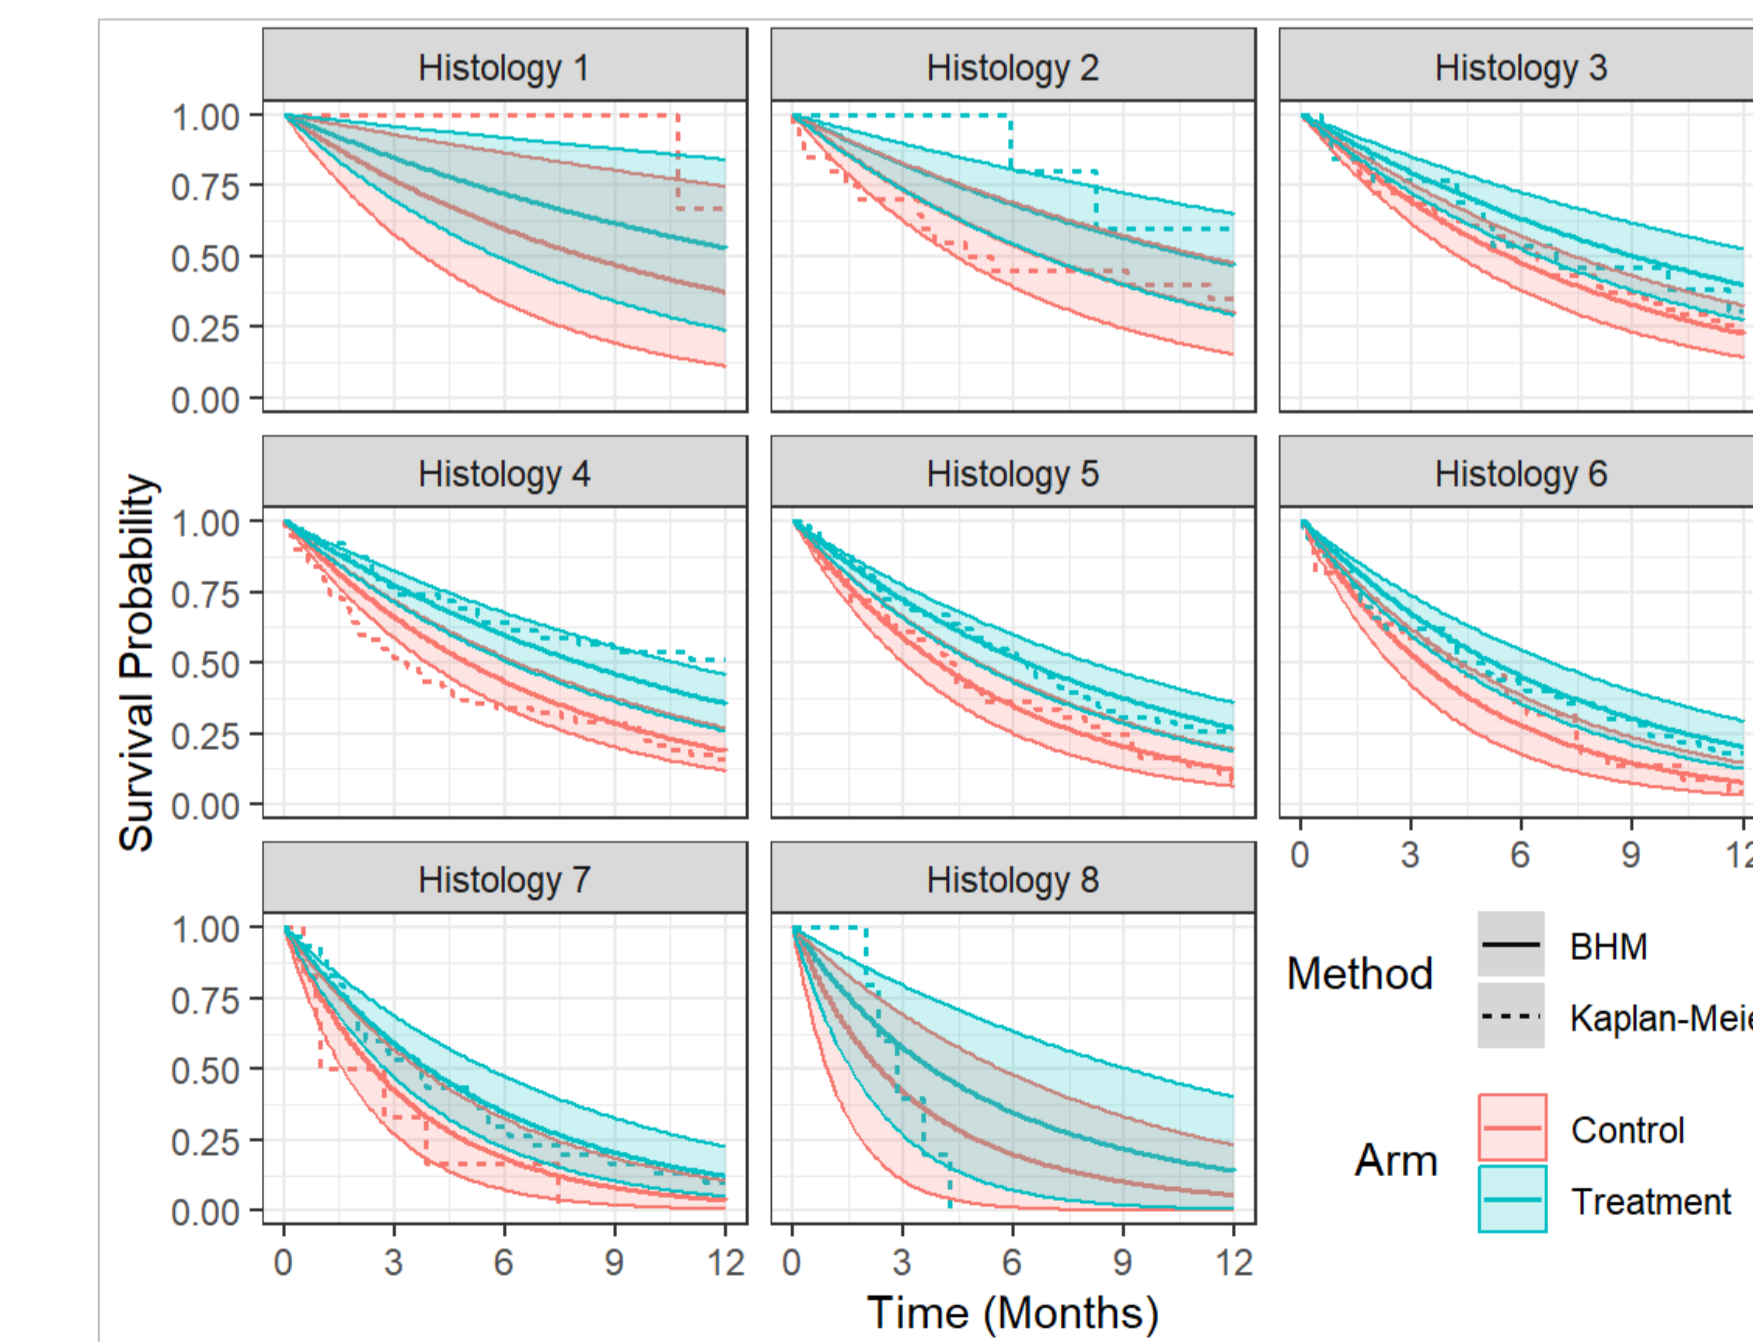 Histology 1
Histology 2
Histology 3
1.00
0.75
0.50
0.25
0.00
Histology 4
Histology 5
Histology 6
Survival Probability
1.00
0.75
0.50
0.25
0.00
0 3 6 9 12
Histology 7
Histology 8
1.00
0.75
0.50
0.25
0.00
0 3 6 9 12
0 3 6 9 12
Time (Months)
Method
BHM
Kaplan-Meie
Arm
Control
Treatment